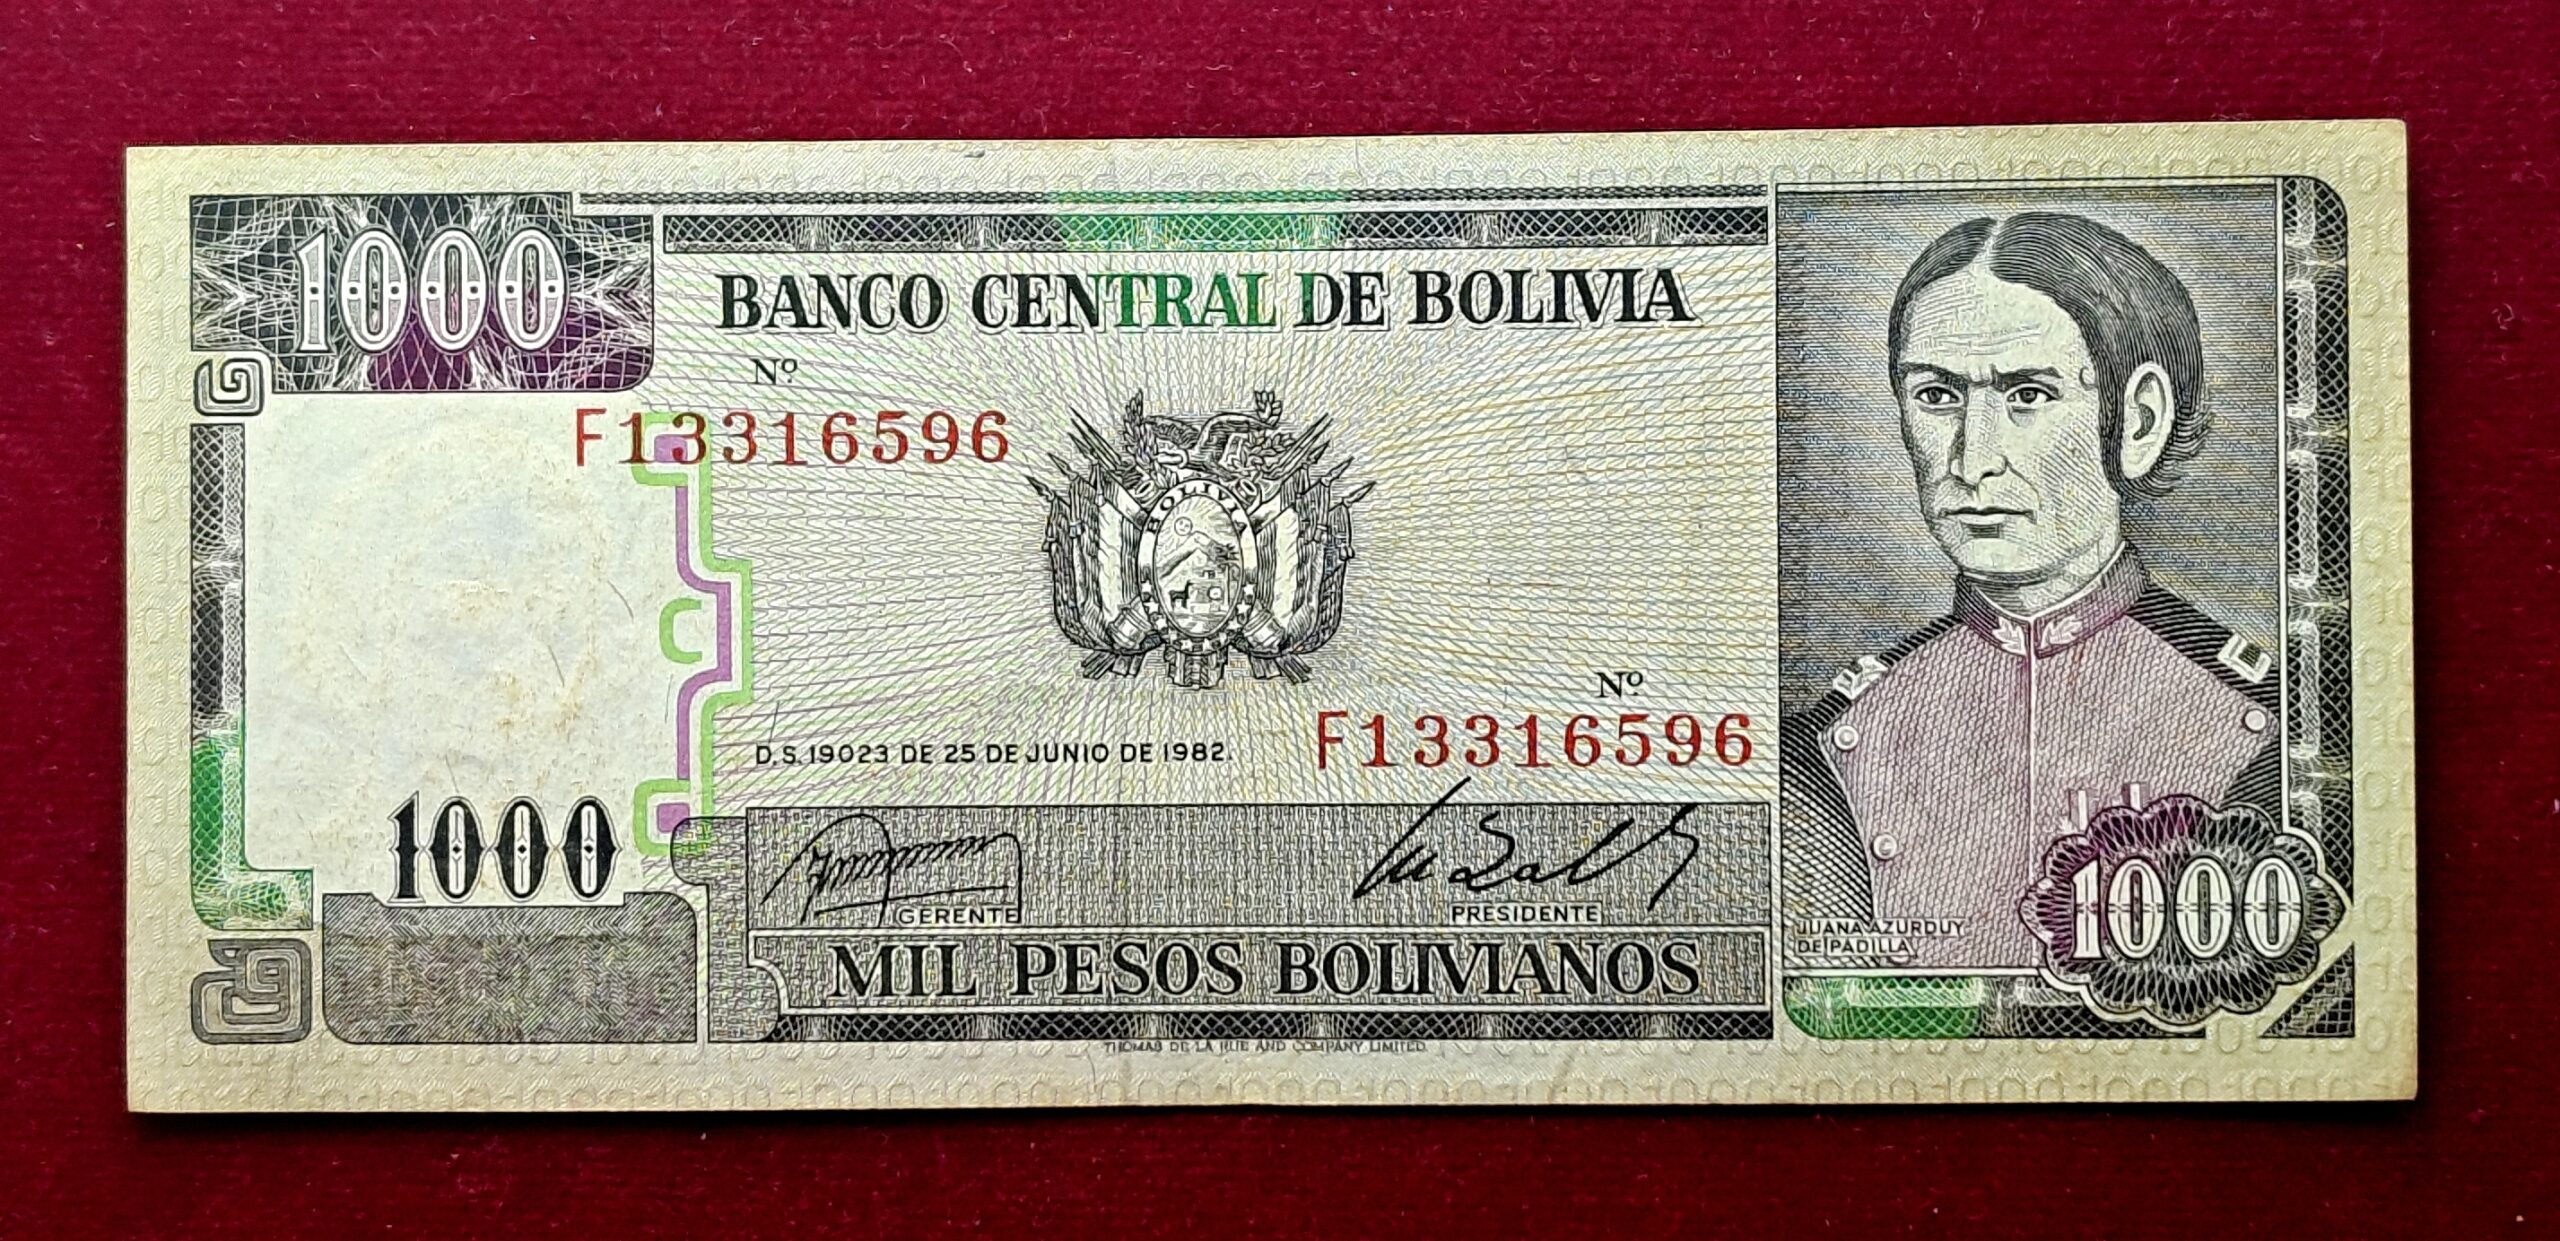 1000
BANCO CENTRAL DE BOLIVIA
Nº
F13316596
BOLIVIA
Nº
F13316596
D.S. 19023 DE 25 DE JUNIO DE 1982.
1000
GERENTE
PRESIDENTE
JUANA AZURDUY
DE PADILLA
1000
MIL PESOS BOLIVIANOS
THOMAS DE LA RUE AND COMPANY LIMITED